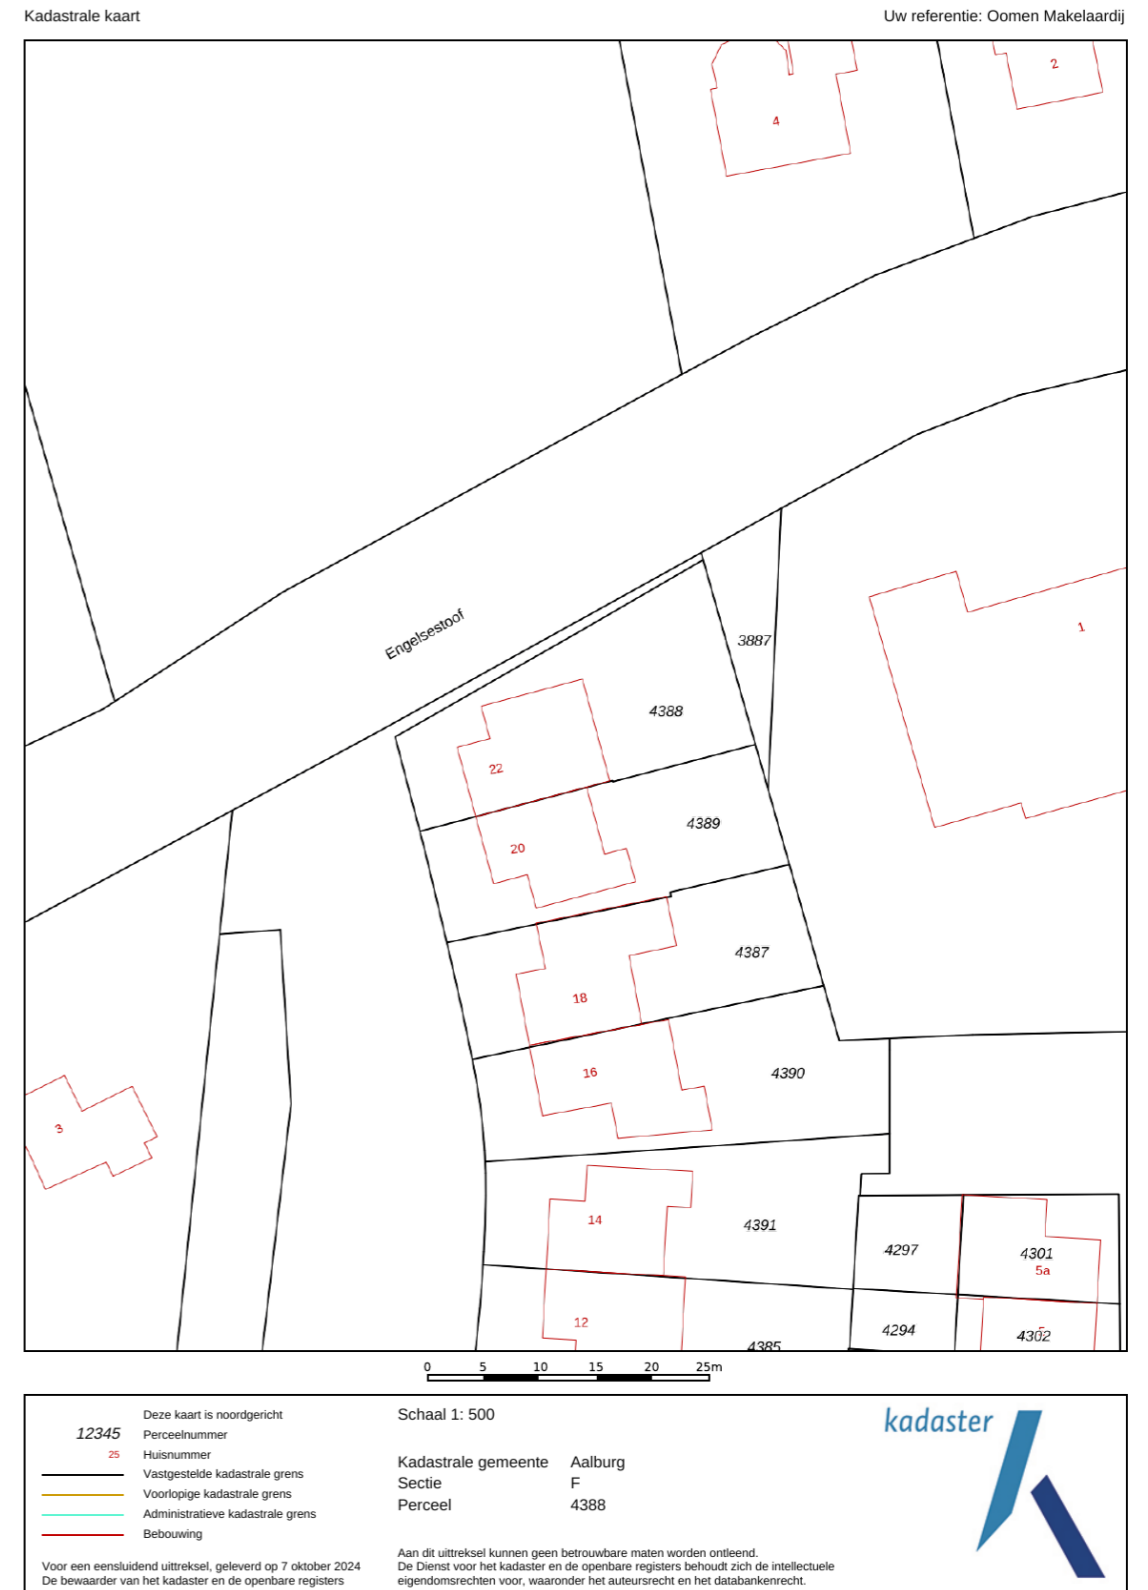 Kadastrale kaart
Uw referentie: Oomen Makelaardij
2
4
Engelsestoof
1
3887
4388
22
4389
20
4387
18
4390
16
3
4391
14
4297
4301
5a
12
4294
4302
4385
0 5 10 15 20 25m
Deze kaart is noordgericht
12345 Perceelnummer
25 Huisnummer
Vastgestelde kadastrale grens
Voorlopige kadastrale grens
Administratieve kadastrale grens
Bebouwing
Voor een eensluidend uittreksel, geleverd op 7 oktober 2024
De bewaarder van het kadaster en de openbare registers
Schaal 1: 500
Kadastrale gemeente Aalburg
Sectie F
Perceel 4388
Aan dit uittreksel kunnen geen betrouwbare maten worden ontleend.
De Dienst voor het kadaster en de openbare registers behoudt zich de intellectuele
eigendomsrechten voor, waaronder het auteursrecht en het databankenrecht.
kadaster